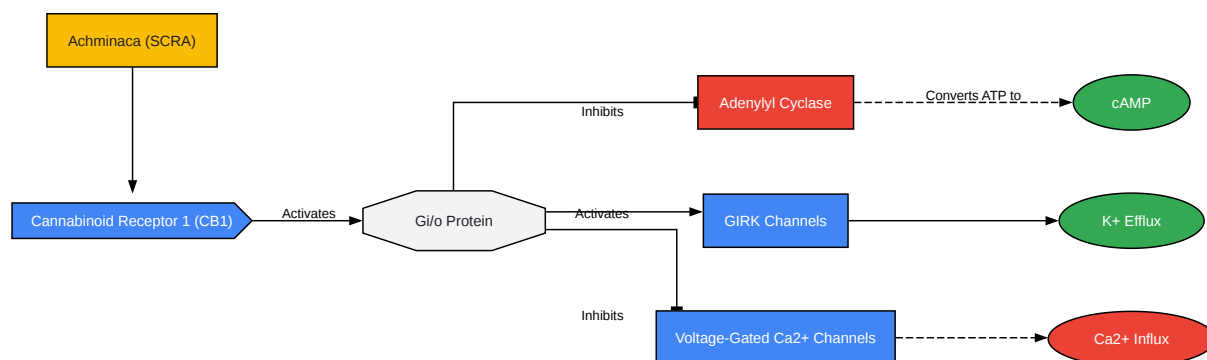 Achminaca (SCRA)
Adenylyl Cyclase
Converts ATP to
cAMP
Inhibits
Cannabinoid Receptor 1 (CB1)
Activates
Gi/o Protein
Activates
GIRK Channels
K+ Efflux
Inhibits
Voltage-Gated Ca2+ Channels
Ca2+ Influx